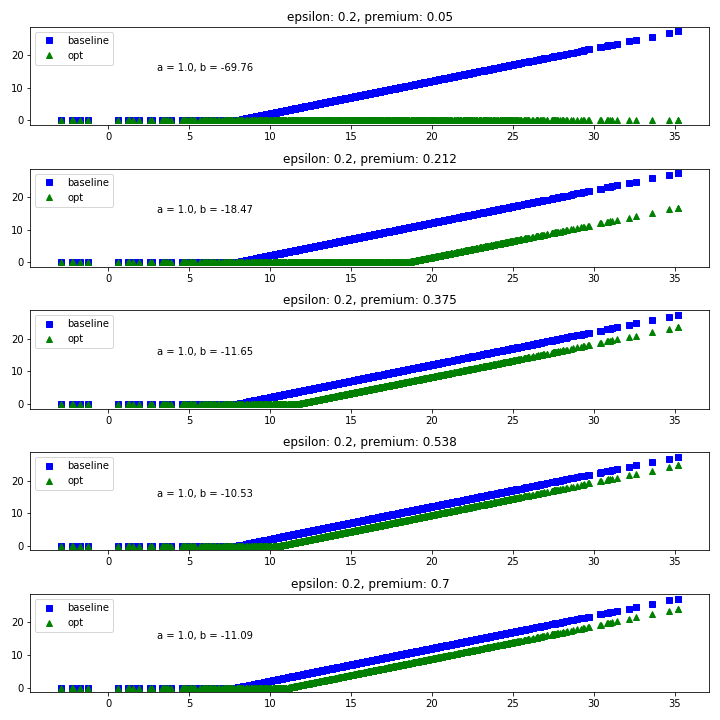 epsilon: 0.2, premium: 0.05
baseline
opt
a = 1.0, b = -69.76
20
10
0
0 5 10 15 20 25 30 35
epsilon: 0.2, premium: 0.212
baseline
opt
a = 1.0, b = -18.47
20
10
0
0 5 10 15 20 25 30 35
epsilon: 0.2, premium: 0.375
baseline
opt
a = 1.0, b = -11.65
20
10
0
0 5 10 15 20 25 30 35
epsilon: 0.2, premium: 0.538
baseline
opt
a = 1.0, b = -10.53
20
10
0
0 5 10 15 20 25 30 35
epsilon: 0.2, premium: 0.7
baseline
opt
a = 1.0, b = -11.09
20
10
0
0 5 10 15 20 25 30 35